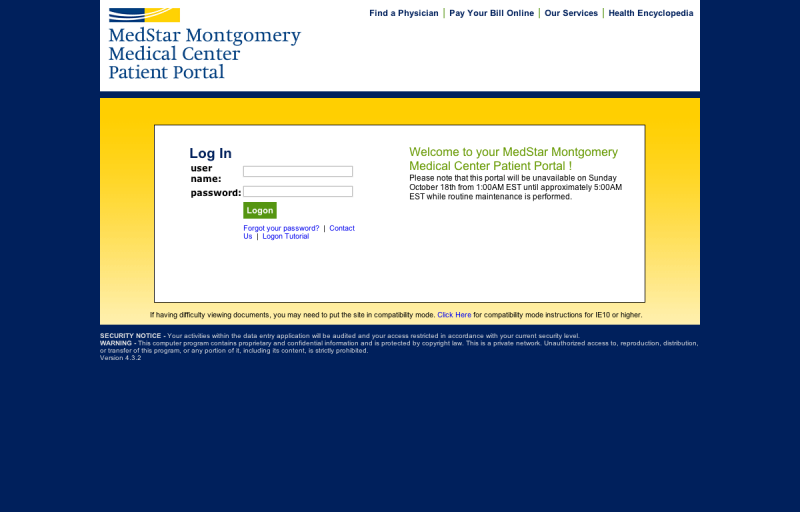 Find a Physician | Pay Your Bill Online | Our Services | Health Encyclopedia
MedStar Montgomery
Medical Center
Patient Portal
Log In
user
name:
password:
Logon
Forgot your password? | Contact
Us | Logon Tutorial
Welcome to your MedStar Montgomery
Medical Center Patient Portal !
Please note that this portal will be unavailable on Sunday
October 18th from 1:00AM EST until approximately 5:00AM
EST while routine maintenance is performed.
If having difficulty viewing documents, you may need to put the site in compatibility mode. Click Here for compatibility mode instructions for IE10 or higher.
SECURITY NOTICE - Your activities within the data entry application will be audited and your access restricted in accordance with your current security level.
WARNING - This computer program contains proprietary and confidential information and is protected by copyright law. This is a private network. Unauthorized access to, reproduction, distribution,
or transfer of this program, or any portion of it, including its content, is strictly prohibited.
Version 4.3.2